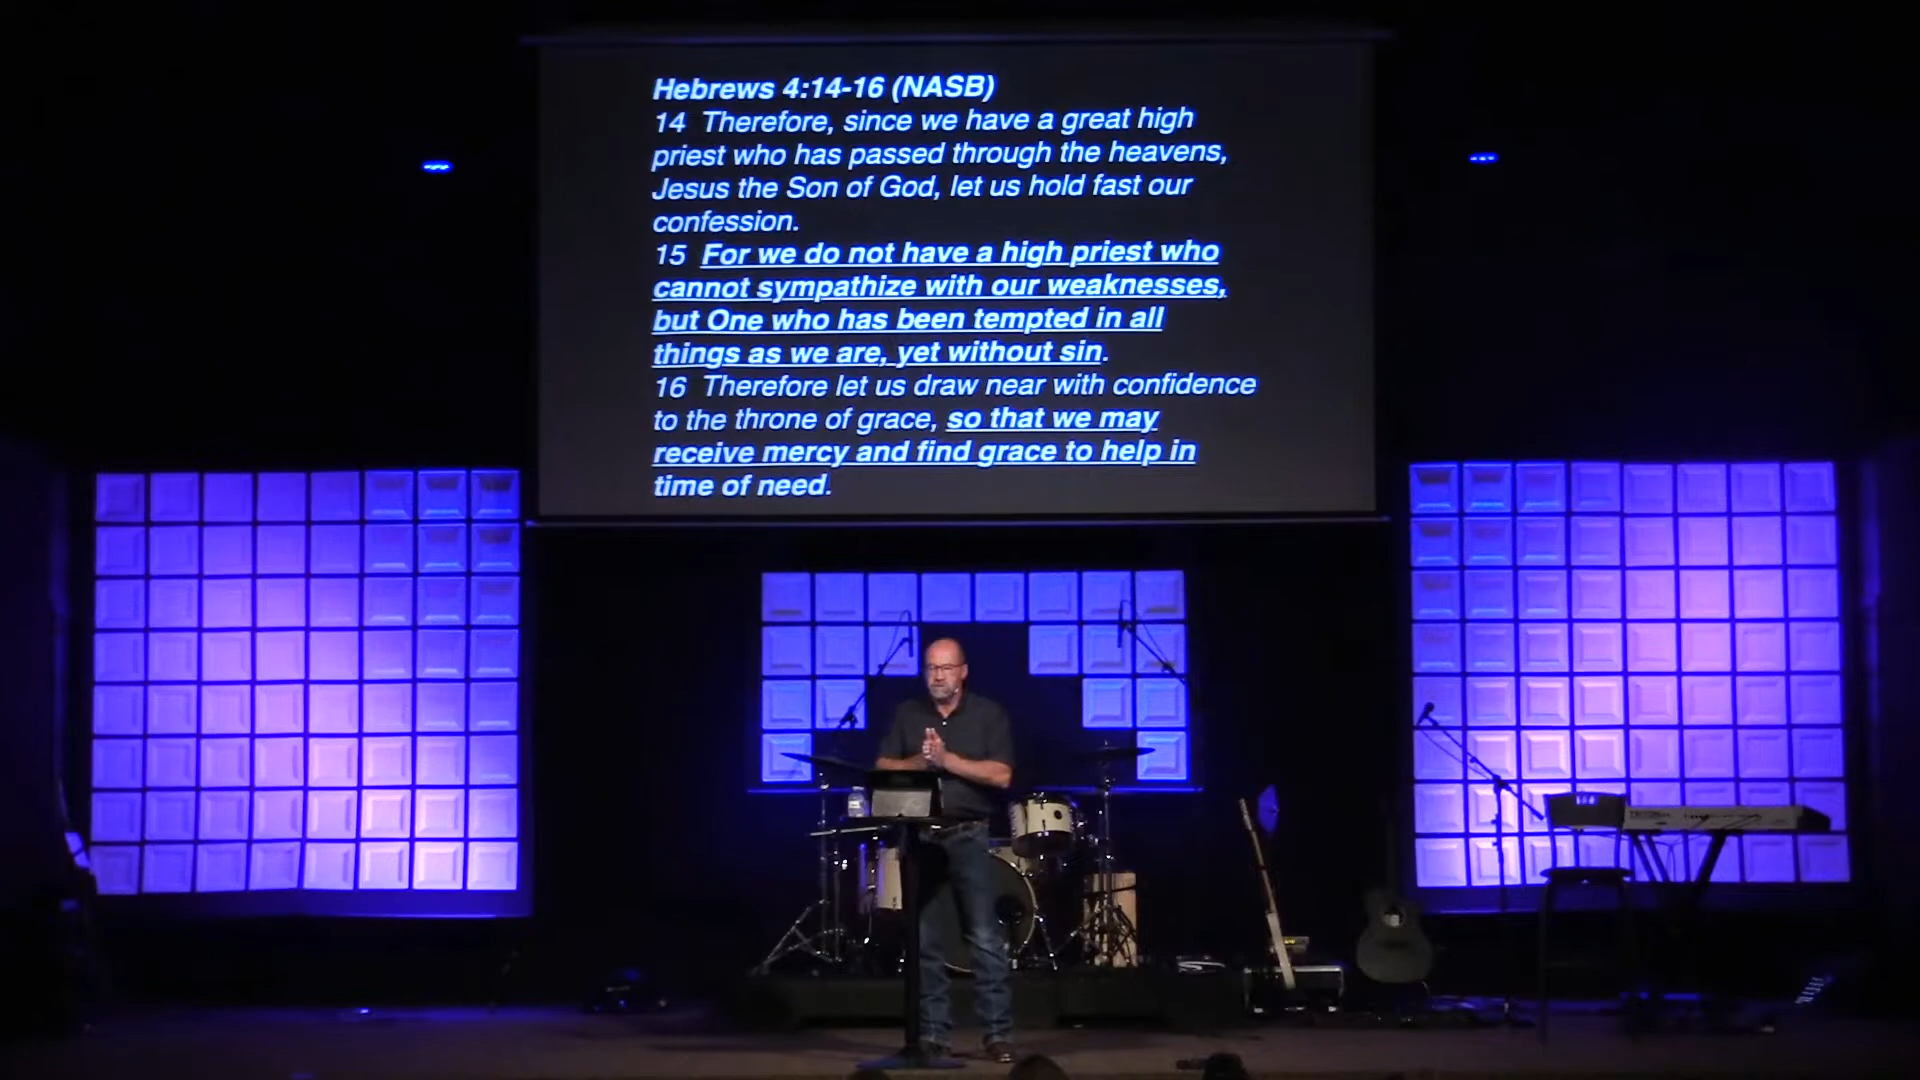 Hebrews 4:14-16 (NASB)
14 Therefore, since we have a great high
priest who has passed through the heavens,
Jesus the Son of God, let us hold fast our
confession.
15 For we do not have a high priest who
cannot sympathize with our weaknesses,
but One who has been tempted in all
things as we are, yet without sin.
16 Therefore let us draw near with confidence
to the throne of grace, so that we may
receive mercy and find grace to help in
time of need.